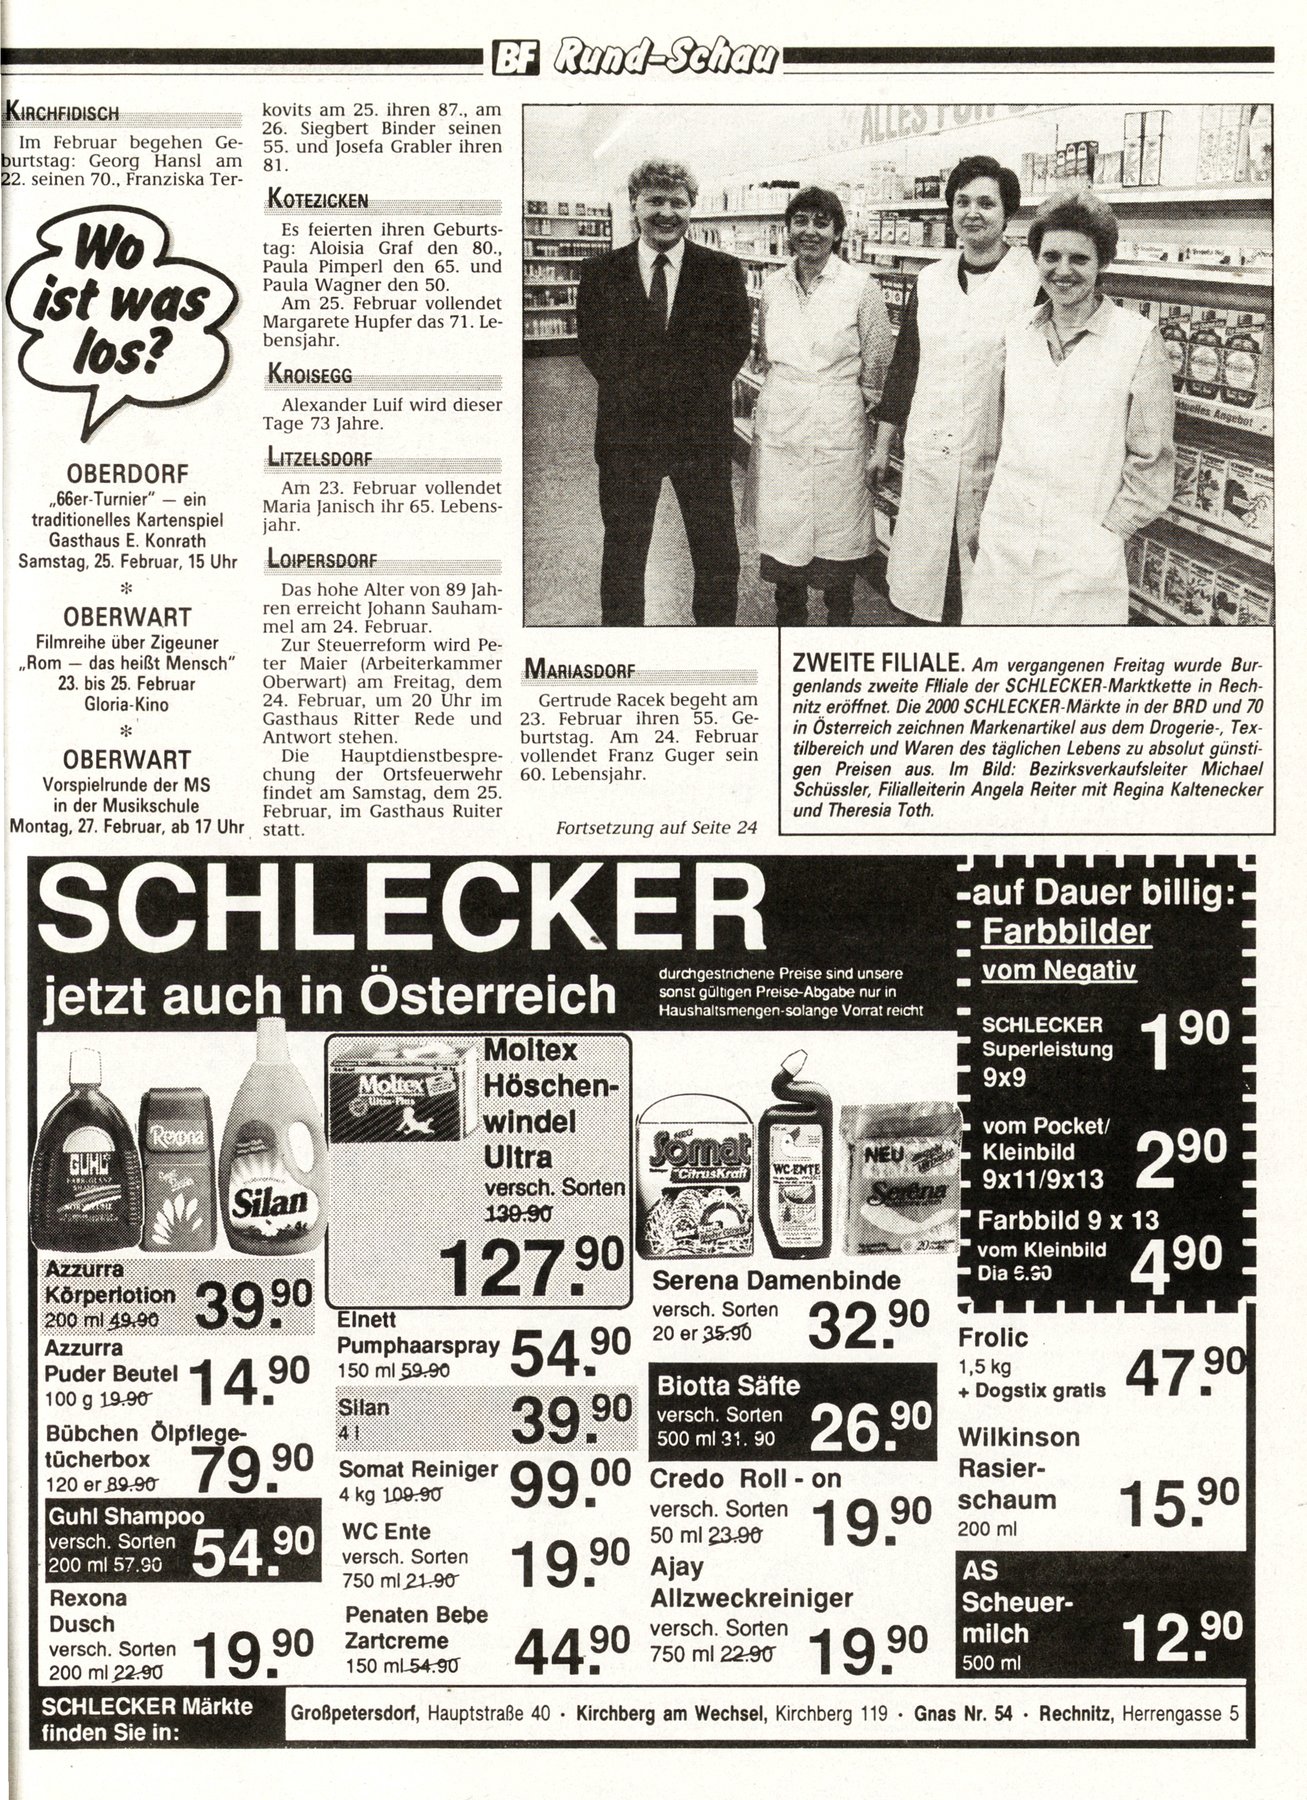 BF Rund-Schau
KIRCHFIDISCH
Im Februar begehen Ge-
burtstag: Georg Hansl am
22. seinen 70., Franziska Ter-
Wo
ist was
los?
OBERDORF
„66er-Turnier“ — ein
traditionelles Kartenspiel
Gasthaus E. Konrath
Samstag, 25. Februar, 15 Uhr
*
OBERWART
Filmreihe über Zigeuner
„Rom — das heißt Mensch“
23. bis 25. Februar
Gloria-Kino
*
OBERWART
Vorspielrunde der MS
in der Musikschule
Montag, 27. Februar, ab 17 Uhr
kovits am 25. ihren 87., am
26. Siegbert Binder seinen
55. und Josefa Grabler ihren
81.
KOTEZICKEN
Es feierten ihren Geburts-
tag: Aloisia Graf den 80.,
Paula Pimperl den 65. und
Paula Wagner den 50.
Am 25. Februar vollendet
Margarete Hupfer das 71. Le-
bensjahr.
KROISEGG
Alexander Luif wird dieser
Tage 73 Jahre.
LITZELSDORF
Am 23. Februar vollendet
Maria Janisch ihr 65. Lebens-
jahr.
LOIPERSDORF
Das hohe Alter von 89 Jah-
ren erreicht Johann Sauham-
mel am 24. Februar.
Zur Steuerreform wird Pe-
ter Maier (Arbeiterkammer
Oberwart) am Freitag, dem
24. Februar, um 20 Uhr im
Gasthaus Ritter Rede und
Antwort stehen.
Die Hauptdienstbespre-
chung der Ortsfeuerwehr
findet am Samstag, dem 25.
Februar, im Gasthaus Ruiter
statt.
ALLES FÜR
Aktuelles Angebot
MARIASDORF
Gertrude Racek begeht am
23. Februar ihren 55. Ge-
burtstag. Am 24. Februar
vollendet Franz Guger sein
60. Lebensjahr.
Fortsetzung auf Seite 24
ZWEITE FILIALE. Am vergangenen Freitag wurde Bur-
genlands zweite Filiale der SCHLECKER-Marktkette in Rech-
nitz eröffnet. Die 2000 SCHLECKER-Märkte in der BRD und 70
in Österreich zeichnen Markenartikel aus dem Drogerie-, Tex-
tilbereich und Waren des täglichen Lebens zu absolut günsti-
gen Preisen aus. Im Bild: Bezirksverkaufsleiter Michael
Schüssler, Filialleiterin Angela Reiter mit Regina Kaltenecker
und Theresia Toth.
SCHLECKER
jetzt auch in Österreich
durchgestrichene Preise sind unsere
sonst gültigen Preise-Abgabe nur in
Haushaltsmengen-solange Vorrat reicht
auf Dauer billig:
Farbbilder
vom Negativ
SCHLECKER
Superleistung
9x9
1 90
vom Pocket/
Kleinbild
9x11/9x13
2 90
Farbbild 9 x 13
vom Kleinbild
Dia 5.90
4 90
GUHL
Rexona
Silan
Moltex
Ultra-Plus
Moltex
Höschen-
windel
Ultra
versch. Sorten
139.90
127.90
Somat
CitrusKraft
WC-ENTE
NEU
Serena
20
Azzurra
Körperlotion
200 ml 49.90
39.90
Azzurra
Puder Beutel
100 g 19.90
14.90
Bübchen Ölpflege-
tücherbox
120 er 89.90
79.90
Guhl Shampoo
versch. Sorten
200 ml 57.90
54.90
Rexona
Dusch
versch. Sorten
200 ml 22.90
19.90
Elnett
Pumphaarspray
150 ml 59.90
54.90
Silan
4 l
39.90
Somat Reiniger
4 kg 109.90
99.00
WC Ente
versch. Sorten
750 ml 21.90
19.90
Penaten Bebe
Zartcreme
150 ml 54.90
44.90
Serena Damenbinde
versch. Sorten
20 er 35.90
32.90
Biotta Säfte
versch. Sorten
500 ml 31. 90
26.90
Credo Roll - on
versch. Sorten
50 ml 23.90
19.90
Ajay
Allzweckreiniger
versch. Sorten
750 ml 22.90
19.90
Frolic
1,5 kg
+ Dogstix gratis
47.90
Wilkinson
Rasier-
schaum
200 ml
15.90
AS
Scheuer-
milch
500 ml
12.90
SCHLECKER Märkte
finden Sie in:
Großpetersdorf, Hauptstraße 40 · Kirchberg am Wechsel, Kirchberg 119 · Gnas Nr. 54 · Rechnitz, Herrengasse 5